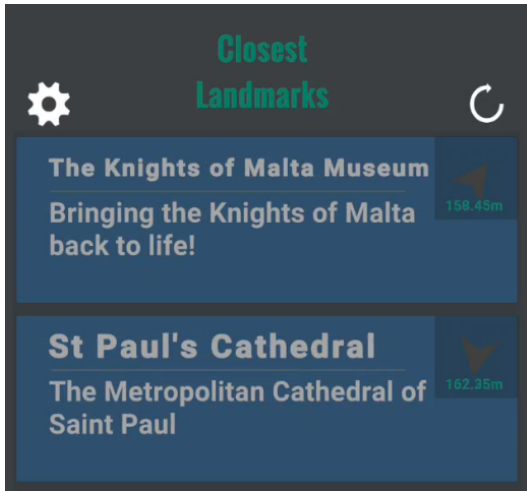 Closest
Landmarks
The Knights of Malta Museum
158.45m
Bringing the Knights of Malta
back to life!
St Paul's Cathedral
162.35m
The Metropolitan Cathedral of
Saint Paul